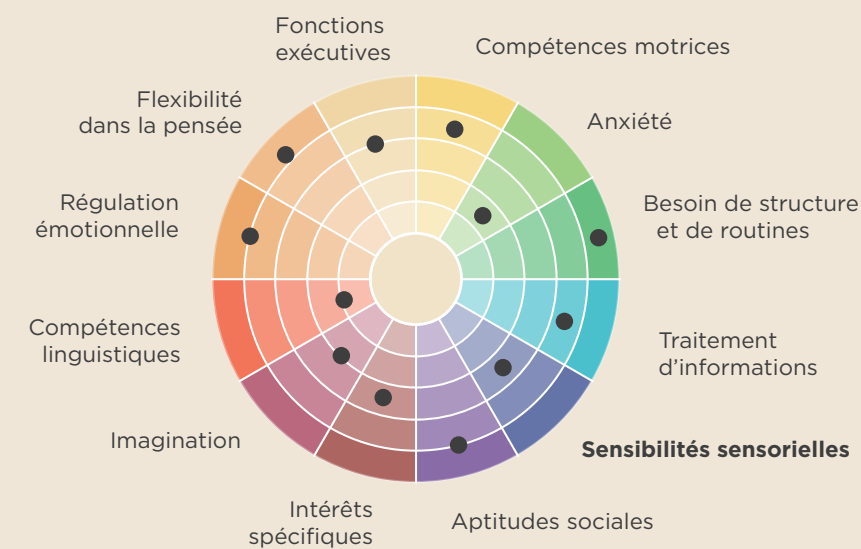 Fonctions
exécutives
Compétences motrices
Flexibilité
dans la pensée
Anxiété
Régulation
émotionnelle
Besoin de structure
et de routines
Compétences
linguistiques
Traitement
d'informations
Imagination
Sensibilités sensorielles
Intérêts
spécifiques
Aptitudes sociales